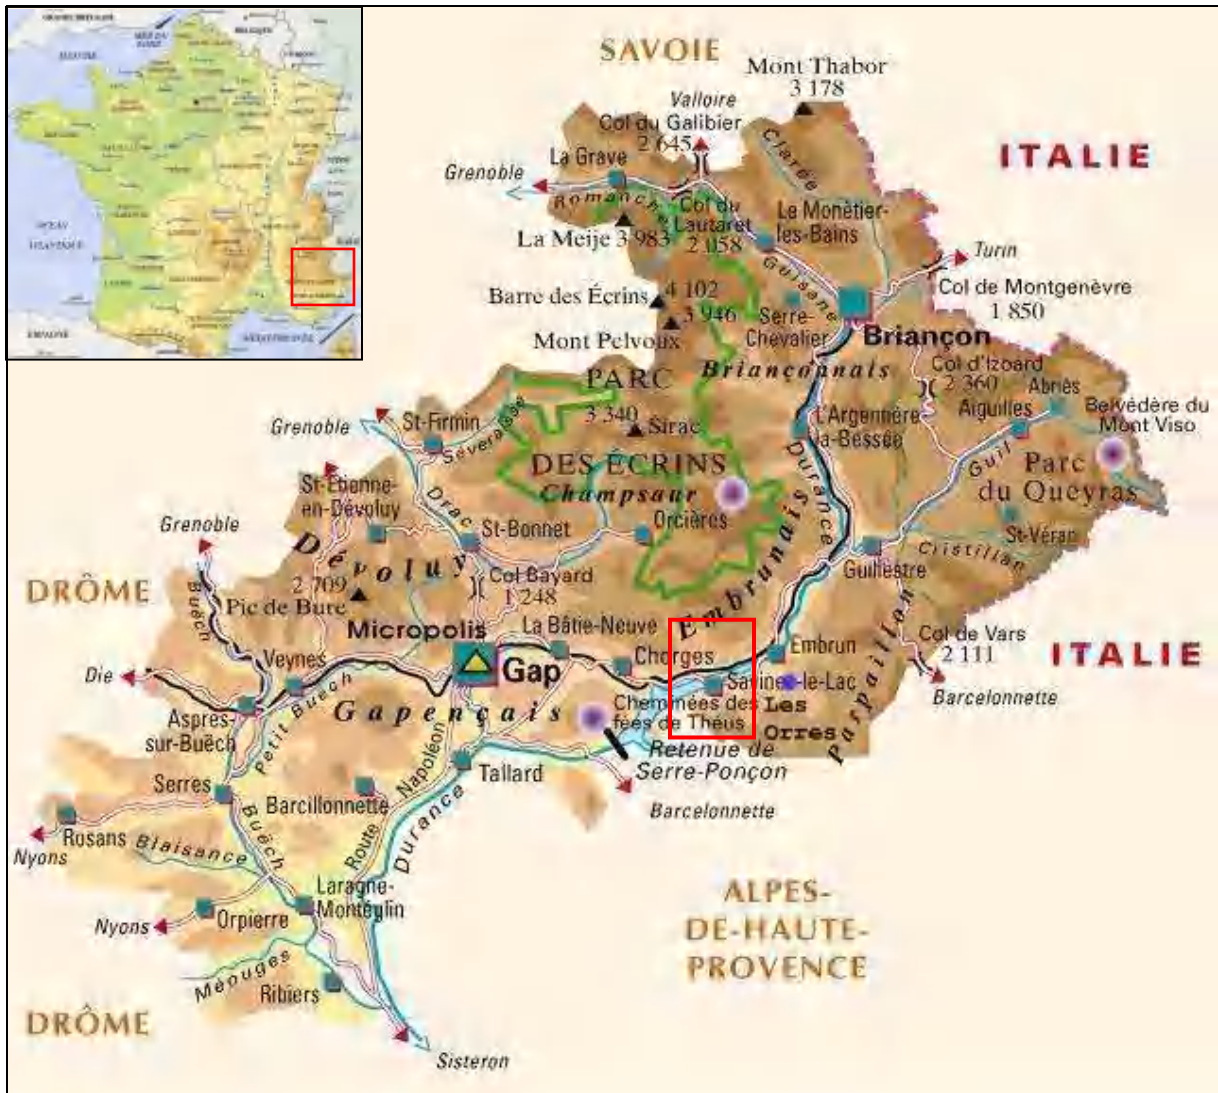 SAVOIE
Mont Thabor
3 178
Valloire
Col du Galibier
2 645
Clarée
ITALIE
La Grave
Grenoble
Romanche
Col du
Lautaret
2 058
Le Monêtier-
les-Bains
La Meije 3 983
Turin
Guisane
Col de Montgenèvre
1 850
Barre des Écrins
4 102
3 946
Mont Pelvoux
Serre-
Chevalier
Briançon
Briançonnais
PARC
Col d'Izoard
2 360
Abriès
Aiguilles
Belvédère du
Mont Viso
St-Firmin
Séveraisse
Grenoble
3 340
Sirac
L'Argentière
-la-Bessée
DES ÉCRINS
Champsaur
Durance
Guil
Parc
du Queyras
St-Etienne-
en-Dévoluy
Drac
St-Bonnet
Orcières
St-Véran
Grenoble
Dévoluy
Embrunais
Guillestre
Cristillan
DRÔME
Buëch
2 709
Pic de Bure
Col Bayard
1 248
Micropolis
La Bâtie-Neuve
Parpaillon
Col de Vars
2 111
ITALIE
Veynes
Die
Gap
Chorges
Embrun
Savines-le-Lac
Barcelonnette
Aspres-
sur-Buëch
Petit Buëch
Gapençais
Cheminées des
fées de Théus
Les
Orres
Retenue de
Serre-Ponçon
Serres
Napoléon
Tallard
Barcillonnette
Barcelonnette
Rosans
Nyons
Blaisance
Buëch
Route
Durance
Laragne-
Montéglin
Orpierre
Nyons
ALPES-
DE-HAUTE-
PROVENCE
Méouges
Ribiers
DRÔME
Sisteron